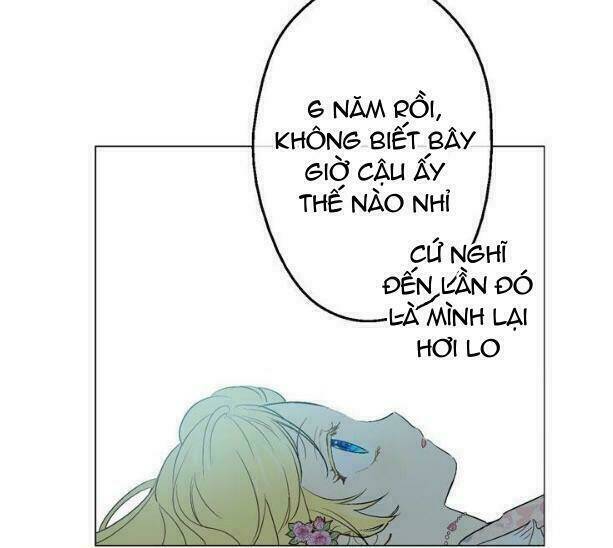 6 NĂM RỒI,
KHÔNG BIẾT BÂY
GIỜ CẬU ẤY
THẾ NÀO NHỈ
CỨ NGHĨ
ĐẾN LẦN ĐÓ
LÀ MÌNH LẠI
HƠI LO